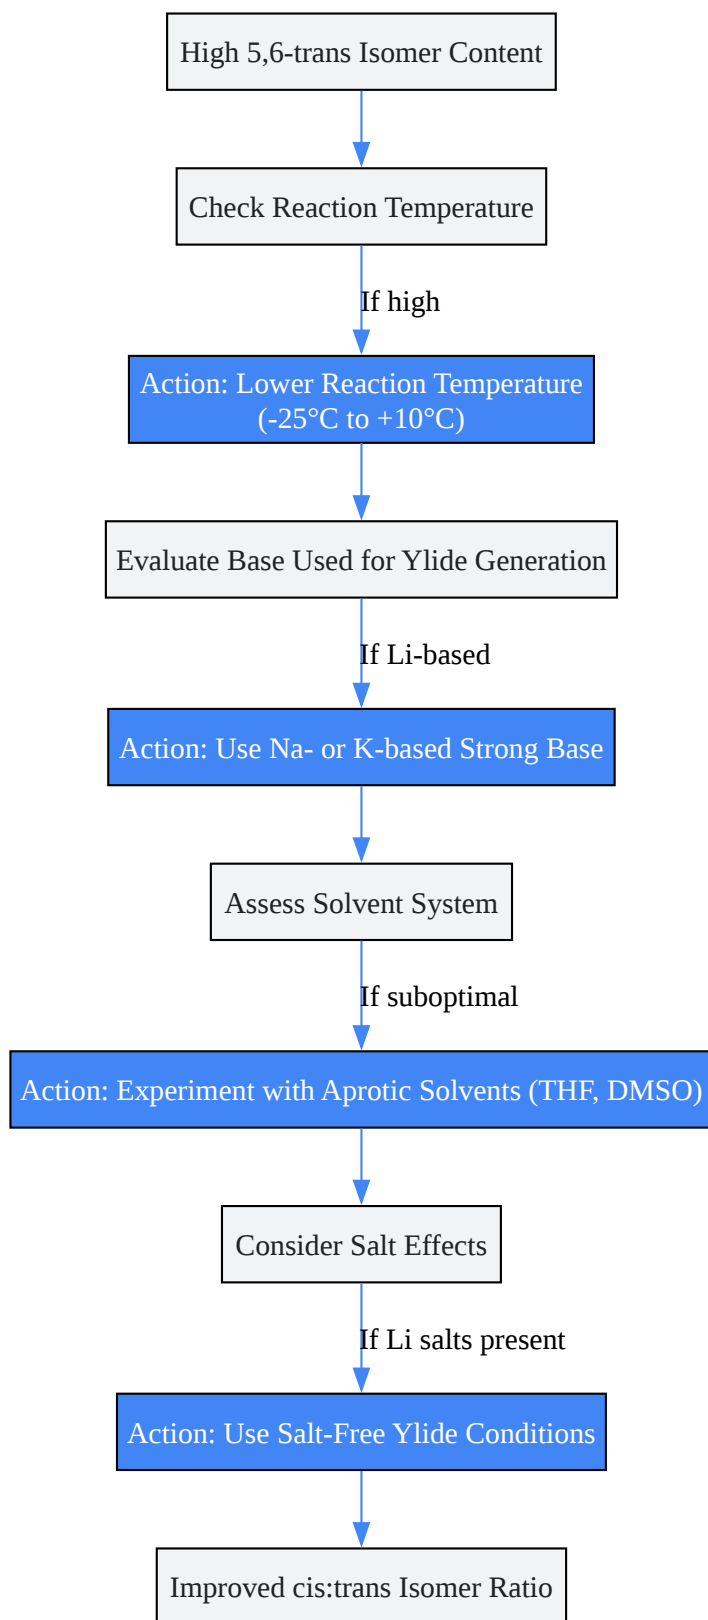 High 5,6-trans Isomer Content
Check Reaction Temperature
If high
Action: Lower Reaction Temperature
(-25°C to +10°C)
Evaluate Base Used for Ylide Generation
If Li-based
Action: Use Na- or K-based Strong Base
Assess Solvent System
If suboptimal
Action: Experiment with Aprotic Solvents (THF, DMSO)
Consider Salt Effects
If Li salts present
Action: Use Salt-Free Ylide Conditions
Improved cis:trans Isomer Ratio